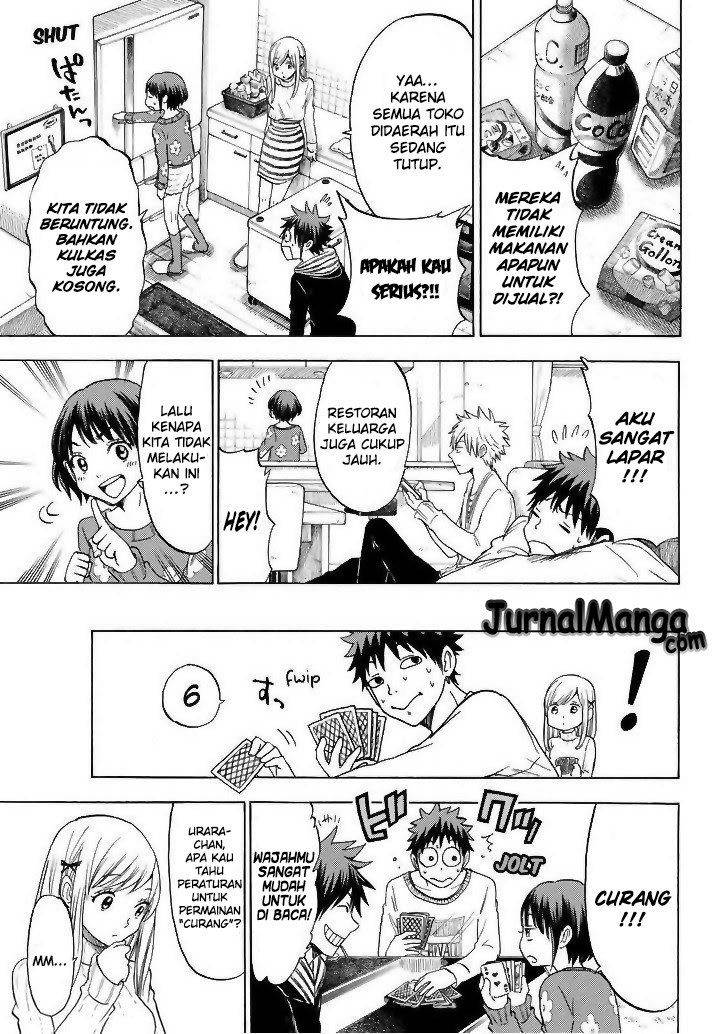 C.C.
CoCo
Cream
Gollon
MEREKA
TIDAK
MEMILIKI
MAKANAN
APAPUN
UNTUK
DIJUAL?!
YAA...
KARENA
SEMUA TOKO
DIDAERAH ITU
SEDANG
TUTUP.
APAKAH KAU
SERIUS?!!
SHUT
ぱたんっ
KITA TIDAK
BERUNTUNG.
BAHKAN
KULKAS
JUGA
KOSONG.
AKU
SANGAT
LAPAR
!!!
RESTORAN
KELUARGA
JUGA CUKUP
JAUH.
HEY!
LALU
KENAPA
KITA TIDAK
MELAKU-
KAN INI
...?
JurnalManga
com
!
fwip
すっ
6
CURANG
!!!
ビクッ
JOLT
WAJAHMU
SANGAT
MUDAH
UNTUK
DI BACA!
URARA-
CHAN,
APA KAU
TAHU
PERATURAN
UNTUK
PERMAINAN
"CURANG"?
MM...